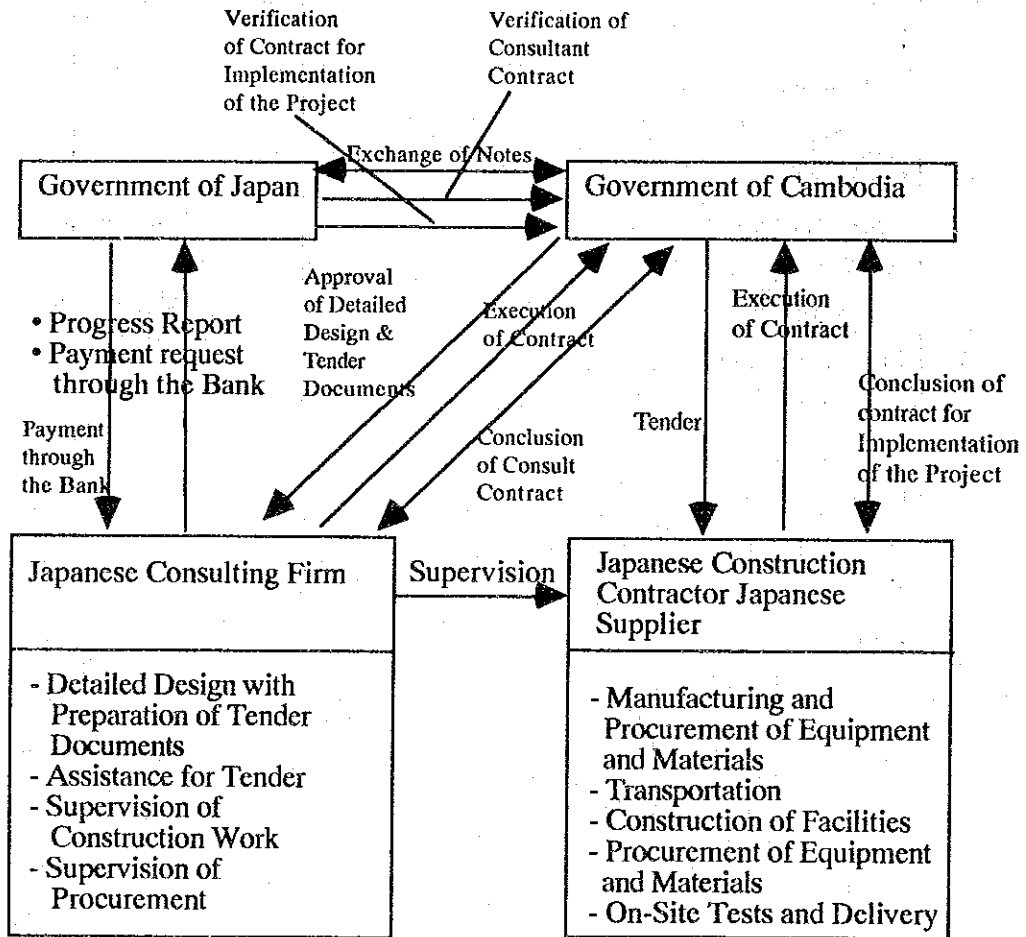 Verification
of Contract for
Implementation
of the Project
Verification of
Consultant
Contract
Exchange of Notes
Government of Japan
Government of Cambodia
• Progress Report
• Payment request
through the Bank
Payment
through
the Bank
Approval
of Detailed
Design &
Tender
Documents
Execution
of Contract
Conclusion
of Consult
Contract
Tender
Execution
of Contract
Conclusion of
contract for
Implementation
of the Project
Japanese Consulting Firm
Supervision
Japanese Construction
Contractor Japanese
Supplier
- Detailed Design with
Preparation of Tender
Documents
- Assistance for Tender
- Supervision of
Construction Work
- Supervision of
Procurement
- Manufacturing and
Procurement of Equipment
and Materials
- Transportation
- Construction of Facilities
- Procurement of Equipment
and Materials
- On-Site Tests and Delivery